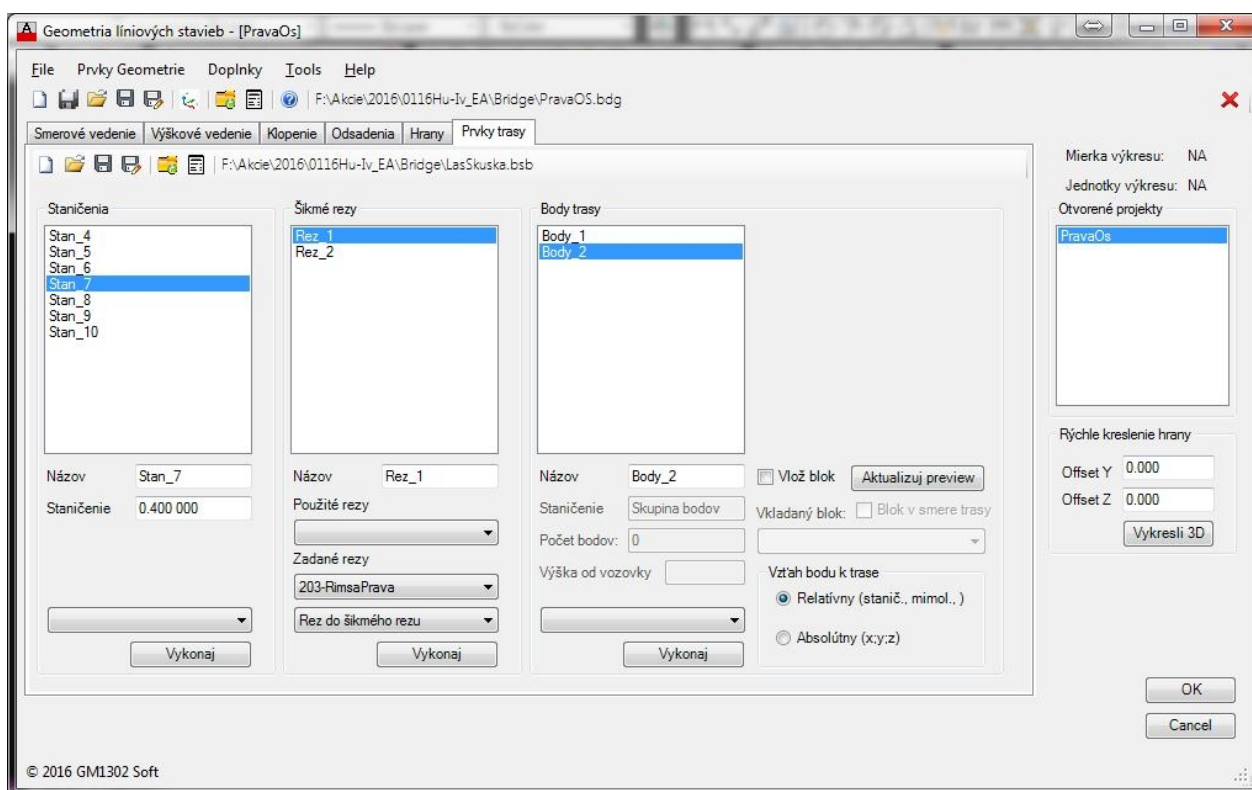 Geometria líniových stavieb - [PravaOs]
File Prvky Geometrie Doplnky Tools Help
F:\Akcie\2016\0116Hu-Iv_EA\Bridge\PravaOS.bdg
Smerové vedenie Výškové vedenie Klopenie Odsadenia Hrany Prvky trasy
F:\Akcie\2016\0116Hu-Iv_EA\Bridge\LasSkuska.bsb
Mierka výkresu: NA
Jednotky výkresu: NA
Staničenia
Stan_4
Stan_5
Stan_6
Stan_7
Stan_8
Stan_9
Stan_10
Názov Stan_7
Staničenie 0.400 000
Vykonaj
Šikmé rezy
Rez_1
Rez_2
Názov Rez_1
Použité rezy
Zadané rezy
203-RimsaPrava
Rez do šikmého rezu
Vykonaj
Body trasy
Body_1
Body_2
Názov Body_2
Staničenie Skupina bodov
Počet bodov: 0
Výška od vozovky
Vykonaj
Vlož blok Aktualizuj preview
Vkladaný blok: Blok v smere trasy
Vzťah bodu k trase
Relatívny (stanič., mimol., )
Absolútny (x;y;z)
Otvorené projekty
PravaOs
Rýchle kreslenie hrany
Offset Y 0.000
Offset Z 0.000
Vykresli 3D
OK
Cancel
© 2016 GM1302 Soft